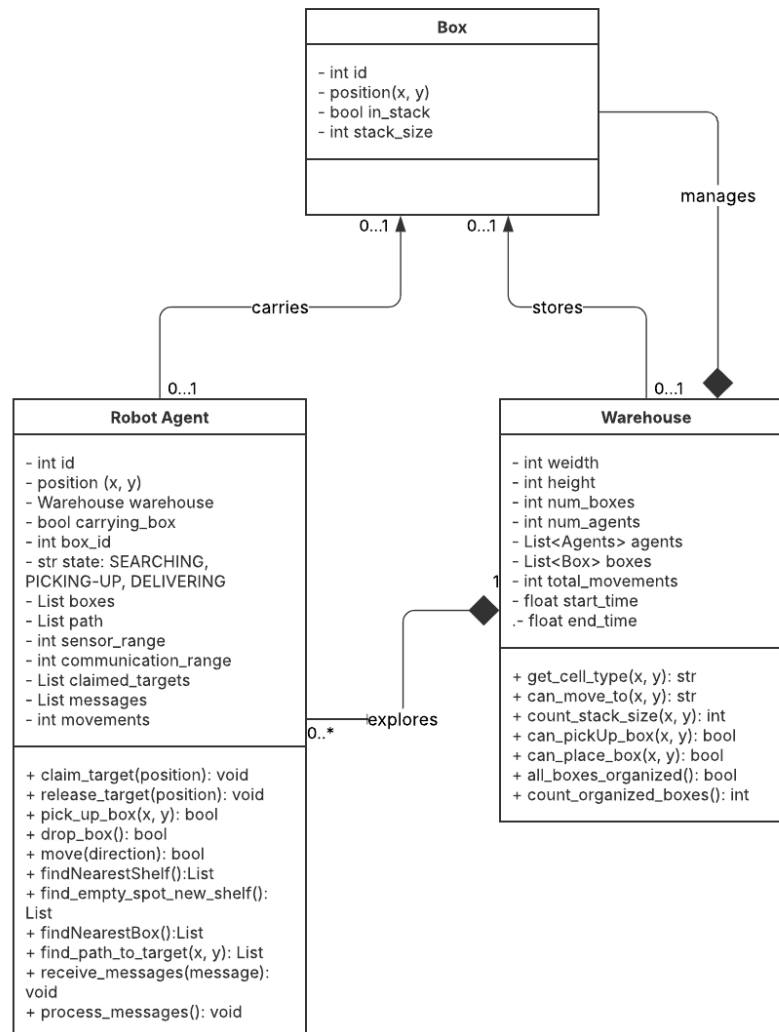 Box
- int id
- position(x, y)
- bool in_stack
- int stack_size
manages
0...1
0...1
carries
stores
0...1
0...1
Robot Agent
- int id
- position (x, y)
- Warehouse warehouse
- bool carrying_box
- int box_id
- str state: SEARCHING,
PICKING-UP, DELIVERING
- List boxes
- List path
- int sensor_range
- int communication_range
- List claimed_targets
- List messages
- int movements
+ claim_target(position): void
+ release_target(position): void
+ pick_up_box(x, y): bool
+ drop_box(): bool
+ move(direction): bool
+ findNearestShelf():List
+ find_empty_spot_new_shelf():
List
+ findNearestBox():List
+ find_path_to_target(x, y): List
+ receive_messages(message):
void
+ process_messages(): void
1
explores
0..*
Warehouse
- int weidth
- int height
- int num_boxes
- int num_agents
- List<Agents> agents
- List<Box> boxes
- int total_movements
- float start_time
.- float end_time
+ get_cell_type(x, y): str
+ can_move_to(x, y): str
+ count_stack_size(x, y): int
+ can_pickUp_box(x, y): bool
+ can_place_box(x, y): bool
+ all_boxes_organized(): bool
+ count_organized_boxes(): int